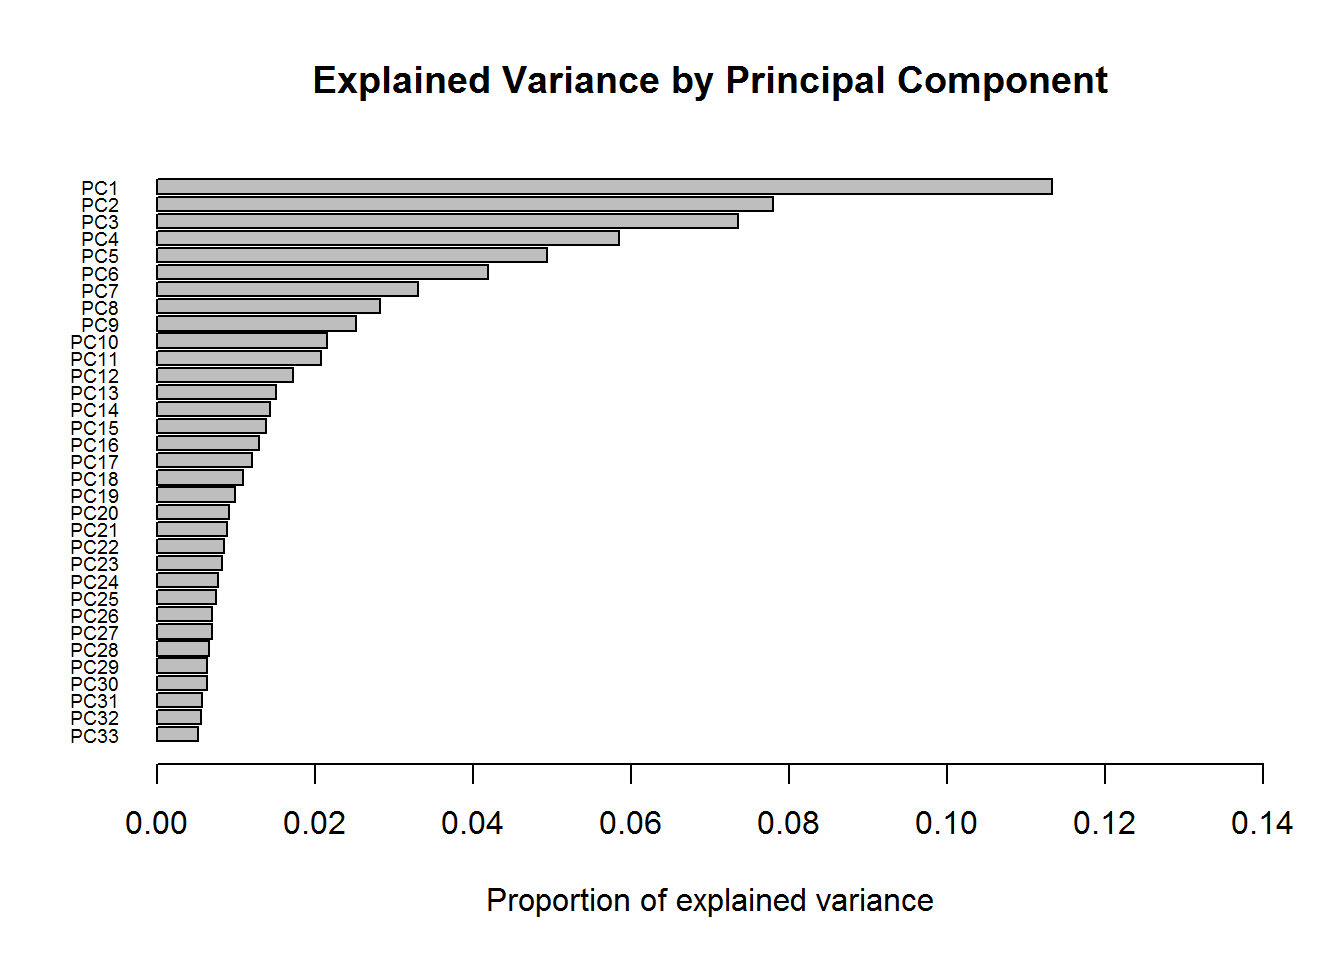 Explained Variance by Principal Component
PC1
PC2
PC3
PC4
PC5
PC6
PC7
PC8
PC9
PC10
PC11
PC12
PC13
PC14
PC15
PC16
PC17
PC18
PC19
PC20
PC21
PC22
PC23
PC24
PC25
PC26
PC27
PC28
PC29
PC30
PC31
PC32
PC33
0.00 0.02 0.04 0.06 0.08 0.10 0.12 0.14
Proportion of explained variance